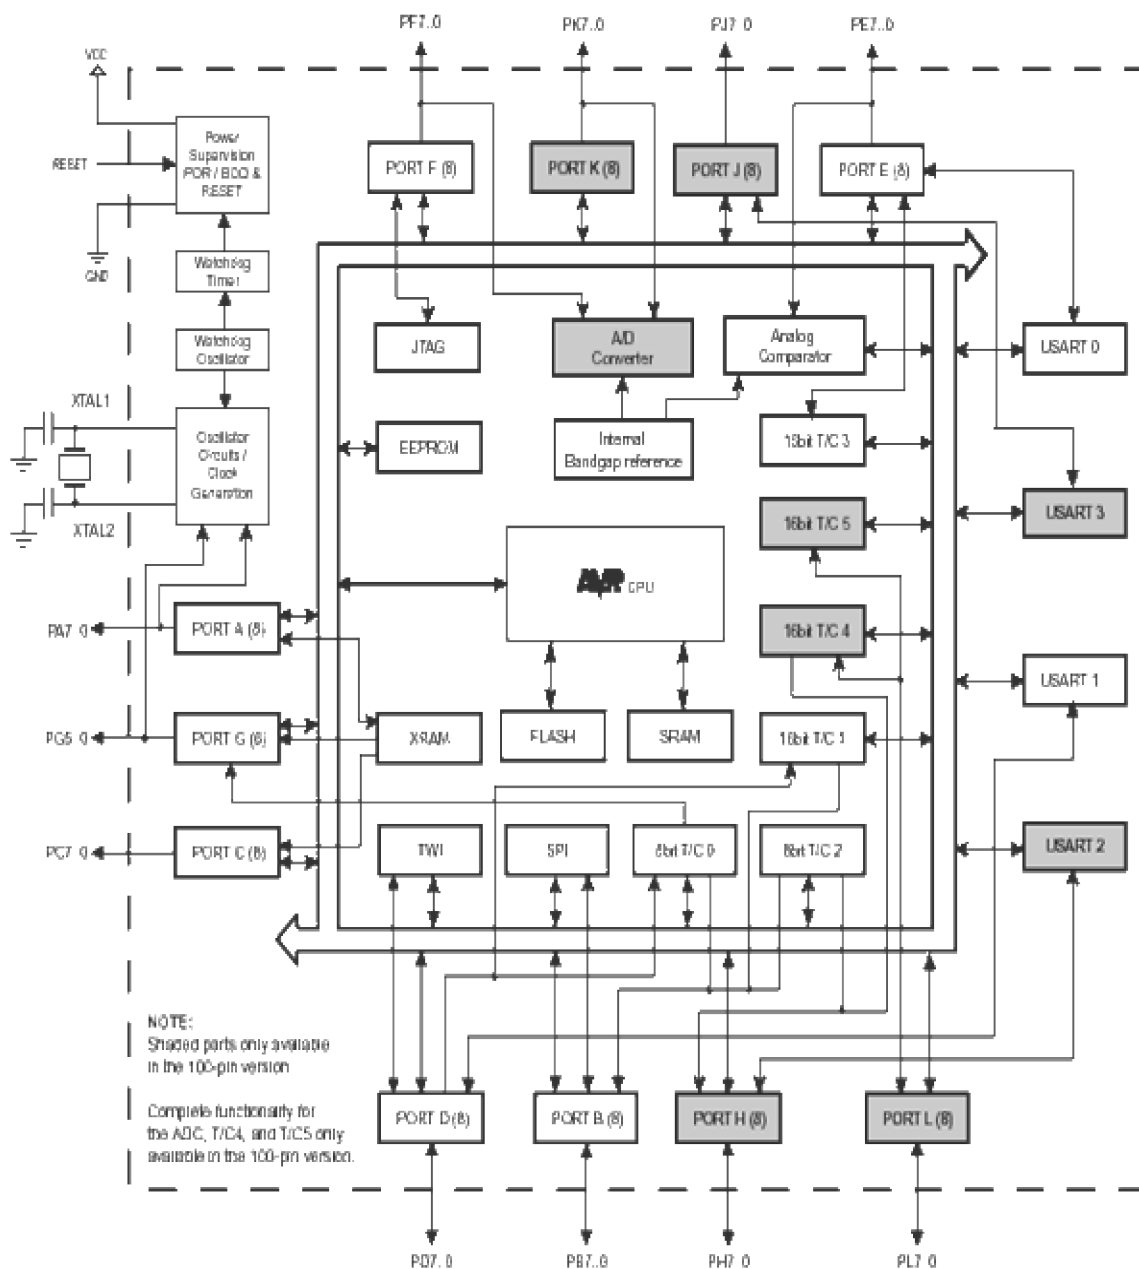 PF7..0
PK7..0
PJ7..0
PE7..0
VCC
RESET
GND
Power
Supervision
POR / BOD &
RESET
PORT F (8)
PORT K (8)
PORT J (8)
PORT E (8)
Watchdog
Timer
Watchdog
Oscillator
JTAG
A/D
Converter
Analog
Comparator
USART 0
XTAL1
Oscillator
Circuits /
Clock
Generation
XTAL2
EEPROM
Internal
Bandgap reference
16bit T/C 3
16bit T/C 5
USART 3
AVR CPU
16bit T/C 4
PA7..0
PORT A (8)
USART 1
PG5..0
PORT G (6)
XRAM
FLASH
SRAM
16bit T/C 1
PC7..0
PORT C (8)
TWI
SPI
8bit T/C 0
8bit T/C 2
USART 2
NOTE:
Shaded parts only available
in the 100-pin version.
Complete functionality for
the ADC, T/C4, and T/C5 only
available in the 100-pin version.
PORT D (8)
PORT B (8)
PORT H (8)
PORT L (8)
PD7..0
PB7..0
PH7..0
PL7..0